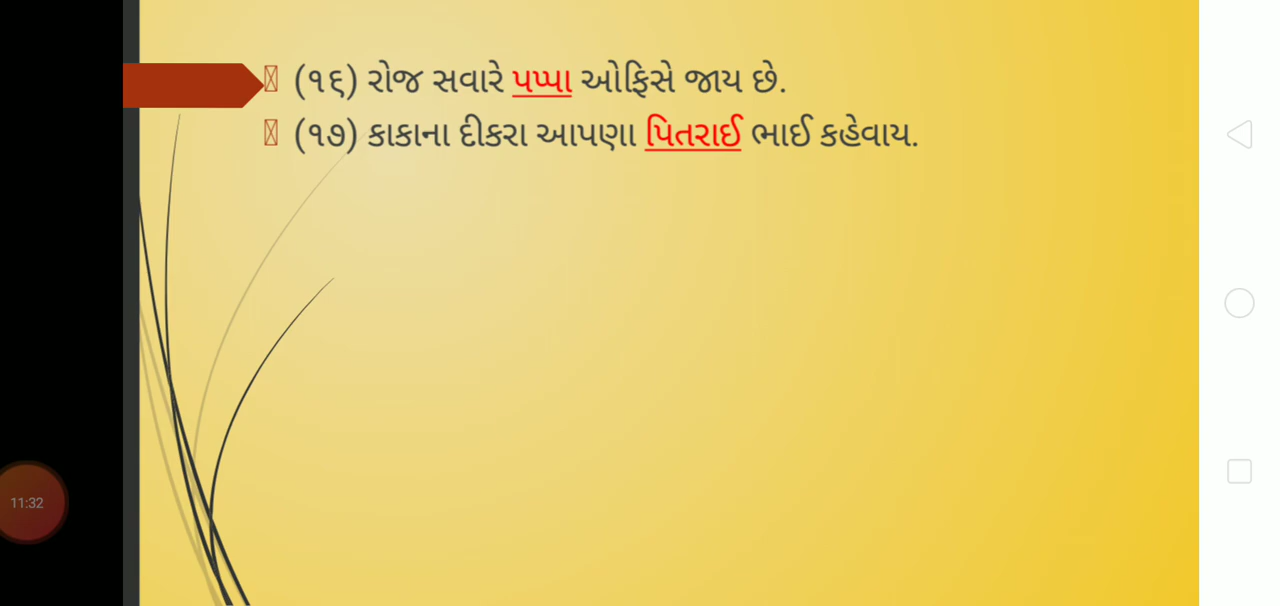 (૧૬) રોજ સવારે પપ્પા ઓફિસે જાય છે.
(૧૭) કાકાના દીકરા આપણા પિતરાઈ ભાઈ કહેવાય.
11:32